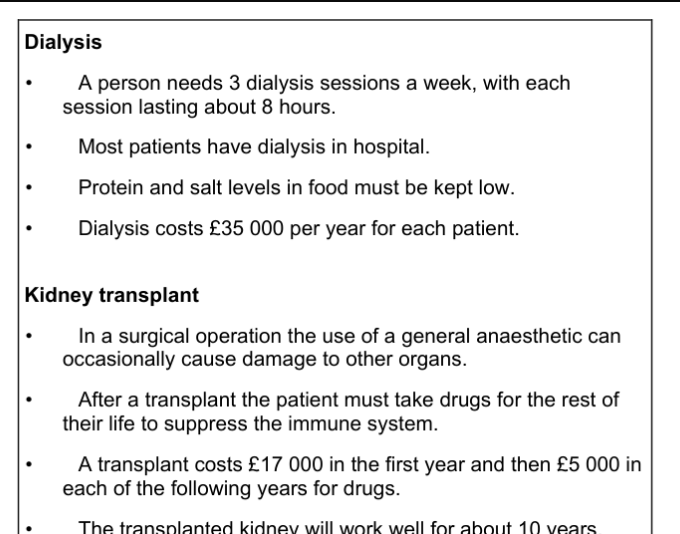 Dialysis
• A person needs 3 dialysis sessions a week, with each
session lasting about 8 hours.
• Most patients have dialysis in hospital.
• Protein and salt levels in food must be kept low.
• Dialysis costs £35 000 per year for each patient.
Kidney transplant
• In a surgical operation the use of a general anaesthetic can
occasionally cause damage to other organs.
• After a transplant the patient must take drugs for the rest of
their life to suppress the immune system.
• A transplant costs £17 000 in the first year and then £5 000 in
each of the following years for drugs.
• The transplanted kidney will work well for about 10 years